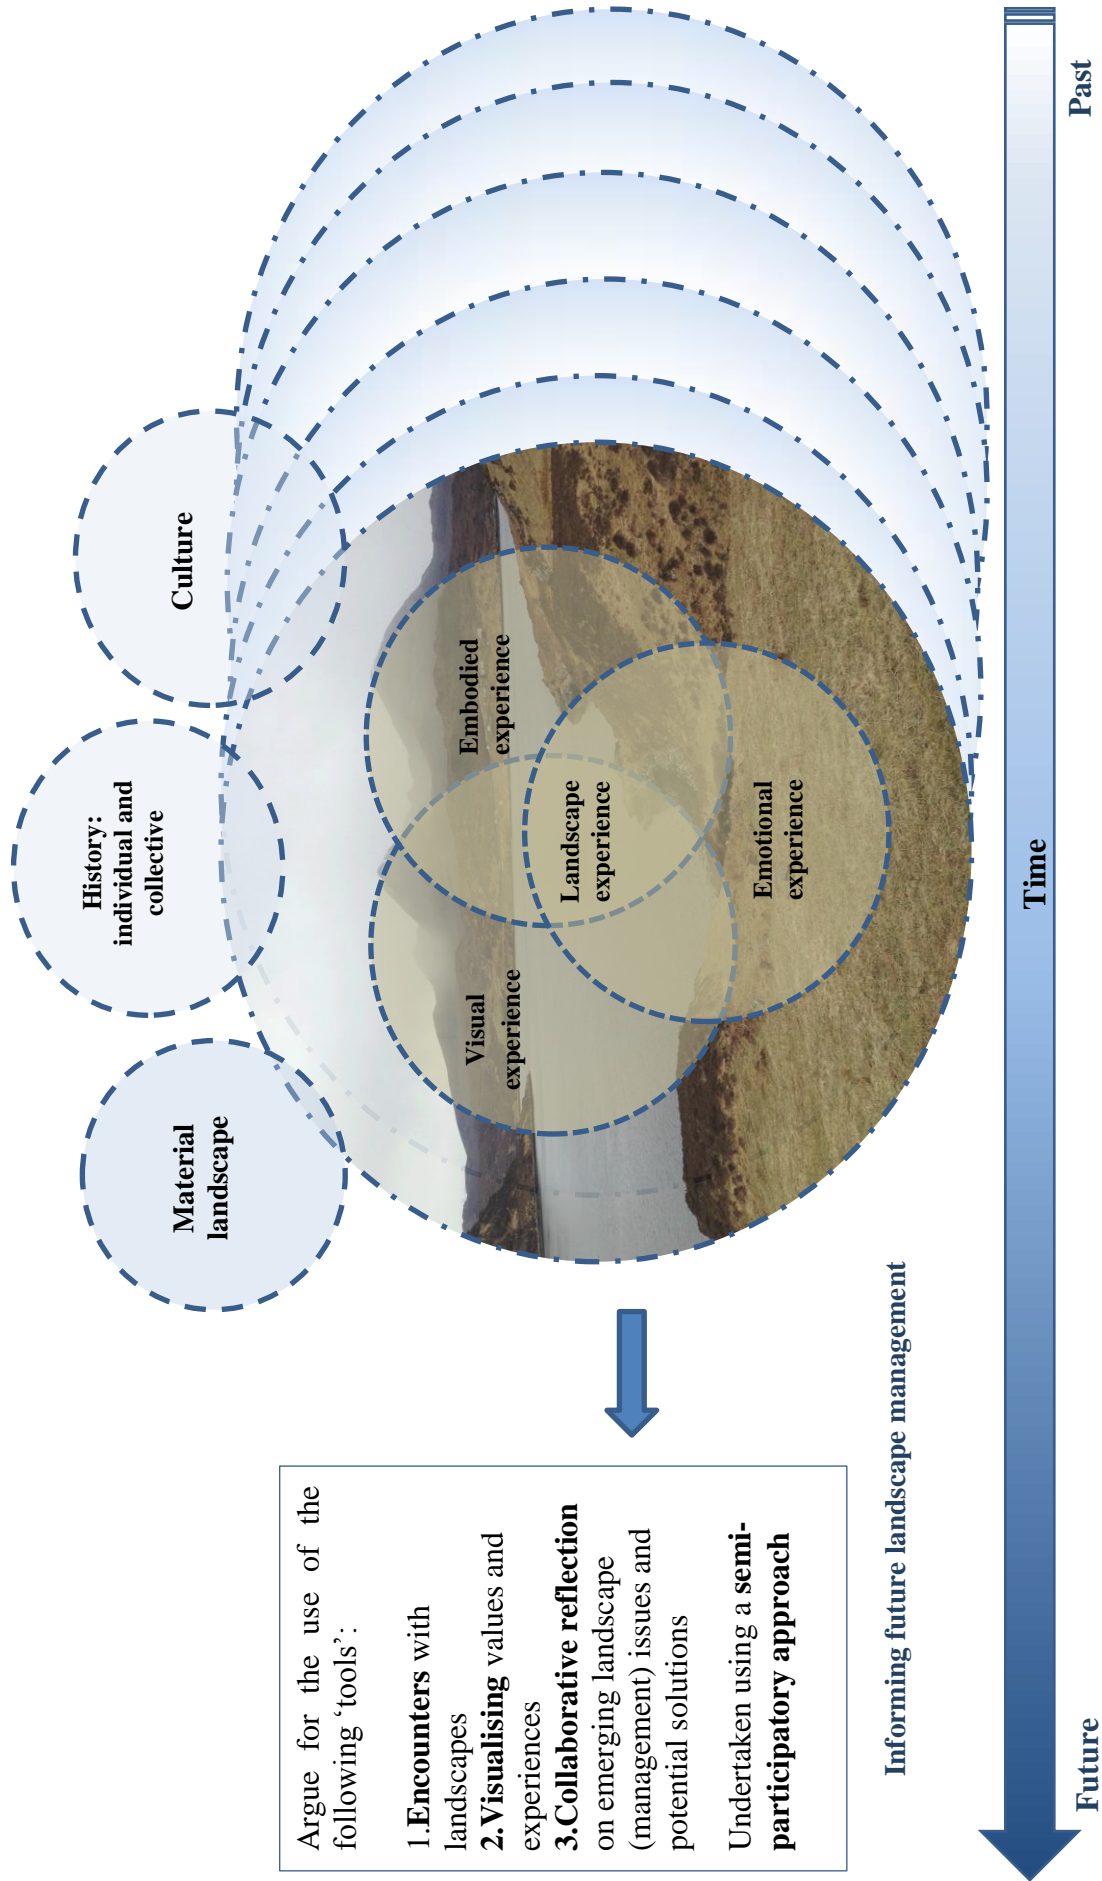 Argue for the use of the
following ‘tools’:
1.Encounters with
landscapes
2.Visualising values and
experiences
3.Collaborative reflection
on emerging landscape
(management) issues and
potential solutions
Undertaken using a semi-
participatory approach
Material
landscape
History:
individual and
collective
Culture
Visual
experience
Embodied
experience
Landscape
experience
Emotional
experience
Informing future landscape management
Time
Future
Past